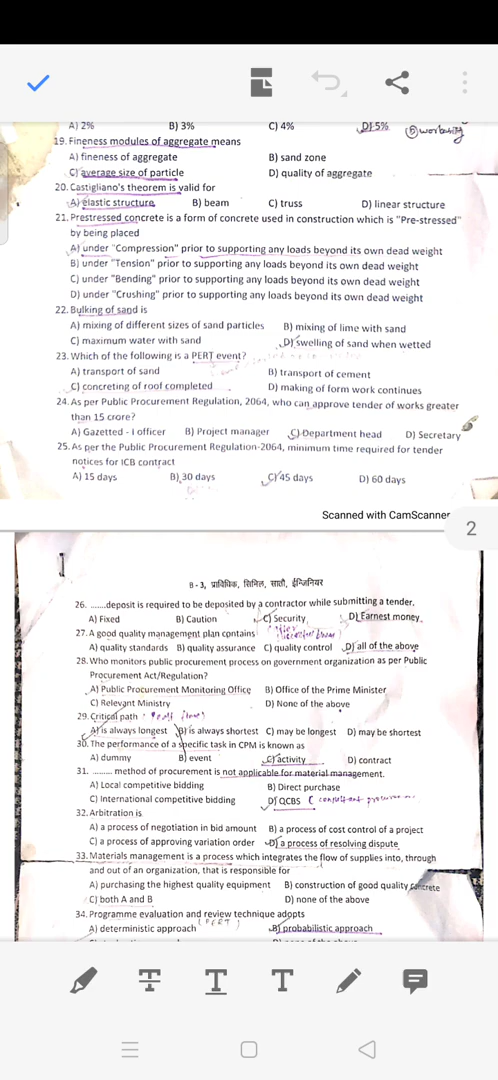 A) 2% B) 3% C) 4% D) 5%
19. Fineness modules of aggregate means
A) fineness of aggregate B) sand zone
C) average size of particle D) quality of aggregate
20. Castigliano's theorem is valid for
A) elastic structure B) beam C) truss D) linear structure
21. Prestressed concrete is a form of concrete used in construction which is "Pre-stressed"
by being placed
A) under "Compression" prior to supporting any loads beyond its own dead weight
B) under "Tension" prior to supporting any loads beyond its own dead weight
C) under "Bending" prior to supporting any loads beyond its own dead weight
D) under "Crushing" prior to supporting any loads beyond its own dead weight
22. Bulking of sand is
A) mixing of different sizes of sand particles B) mixing of lime with sand
C) maximum water with sand D) swelling of sand when wetted
23. Which of the following is a PERT event?
A) transport of sand B) transport of cement
C) concreting of roof completed D) making of form work continues
24. As per Public Procurement Regulation, 2064, who can approve tender of works greater
than 15 crore?
A) Gazetted - I officer B) Project manager C) Department head D) Secretary
25. As per the Public Procurement Regulation-2064, minimum time required for tender
notices for ICB contract
A) 15 days B) 30 days C) 45 days D) 60 days
Scanned with CamScanner
2
B - 3, प्राविधिक, सिभिल, सातौं, ईन्जिनियर
26. .......deposit is required to be deposited by a contractor while submitting a tender.
A) Fixed B) Caution C) Security D) Earnest money
27. A good quality management plan contains
A) quality standards B) quality assurance C) quality control D) all of the above
28. Who monitors public procurement process on government organization as per Public
Procurement Act/Regulation?
A) Public Procurement Monitoring Office B) Office of the Prime Minister
C) Relevant Ministry D) None of the above
29. Critical path :
A) is always longest B) is always shortest C) may be longest D) may be shortest
30. The performance of a specific task in CPM is known as
A) dummy B) event C) activity D) contract
31. ......... method of procurement is not applicable for material management.
A) Local competitive bidding B) Direct purchase
C) International competitive bidding D) QCBS
32. Arbitration is
A) a process of negotiation in bid amount B) a process of cost control of a project
C) a process of approving variation order D) a process of resolving dispute
33. Materials management is a process which integrates the flow of supplies into, through
and out of an organization, that is responsible for
A) purchasing the highest quality equipment B) construction of good quality concrete
C) both A and B D) none of the above
34. Programme evaluation and review technique adopts
(PERT)
A) deterministic approach B) probabilistic approach